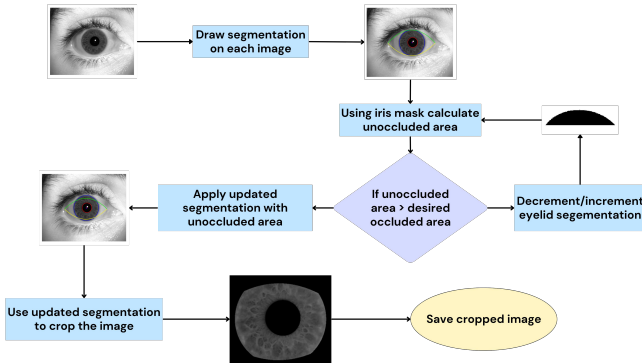 Draw segmentation
on each image
Using iris mask calculate
unoccluded area
If unoccluded
area > desired
occluded area
Decrement/increment
eyelid segementation
Apply updated
segmentation with
unoccluded area
Use updated segmentation
to crop the image
Save cropped image